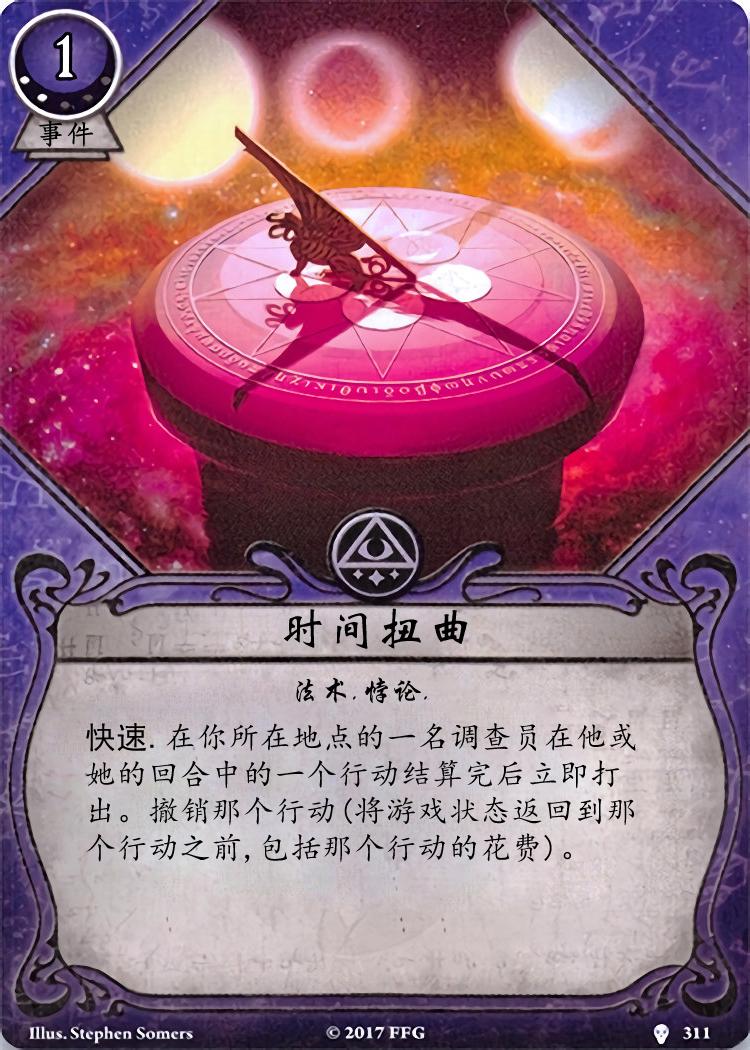 1
事件
时间扭曲
法术. 悖论.
快速. 在你所在地点的一名调查员在他或
她的回合中的一个行动结算完后立即打
出。撤销那个行动(将游戏状态返回到那
个行动之前,包括那个行动的花费)。
Illus. Stephen Somers
© 2017 FFG
311